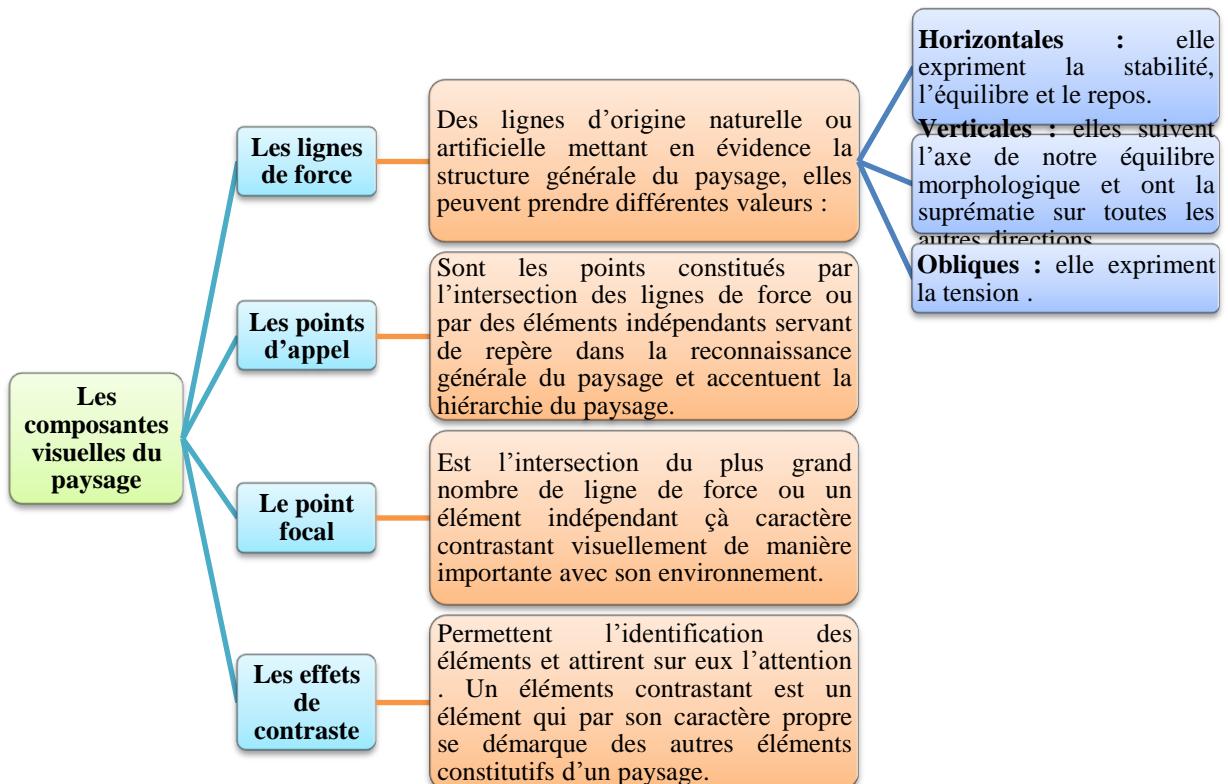 Les
composantes
visuelles du
paysage
Les lignes
de force
Des lignes d’origine naturelle ou
artificielle mettant en évidence la
structure générale du paysage, elles
peuvent prendre différentes valeurs :
Horizontales : elle
expriment la stabilité,
l’équilibre et le repos.
Verticales : elles suivent
l’axe de notre équilibre
morphologique et ont la
suprématie sur toutes les
autres directions
Obliques : elle expriment
la tension .
Les points
d’appel
Sont les points constitués par
l’intersection des lignes de force ou
par des éléments indépendants servant
de repère dans la reconnaissance
générale du paysage et accentuent la
hiérarchie du paysage.
Le point
focal
Est l’intersection du plus grand
nombre de ligne de force ou un
élément indépendant çà caractère
contrastant visuellement de manière
importante avec son environnement.
Les effets
de
contraste
Permettent l’identification des
éléments et attirent sur eux l’attention
. Un éléments contrastant est un
élément qui par son caractère propre
se démarque des autres éléments
constitutifs d’un paysage.